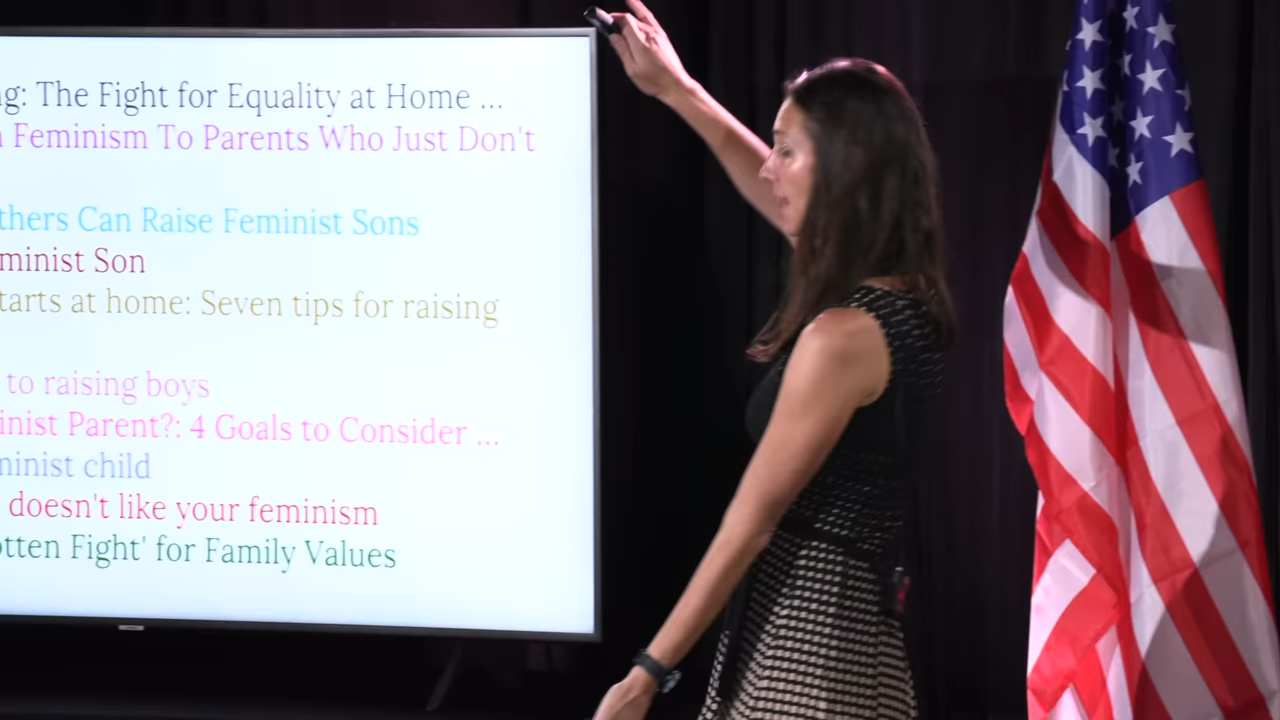 g: The Fight for Equality at Home ...
Feminism To Parents Who Just Don't
thers Can Raise Feminist Sons
minist Son
tarts at home: Seven tips for raising
to raising boys
inist Parent?: 4 Goals to Consider ...
minist child
doesn't like your feminism
otten Fight' for Family Values